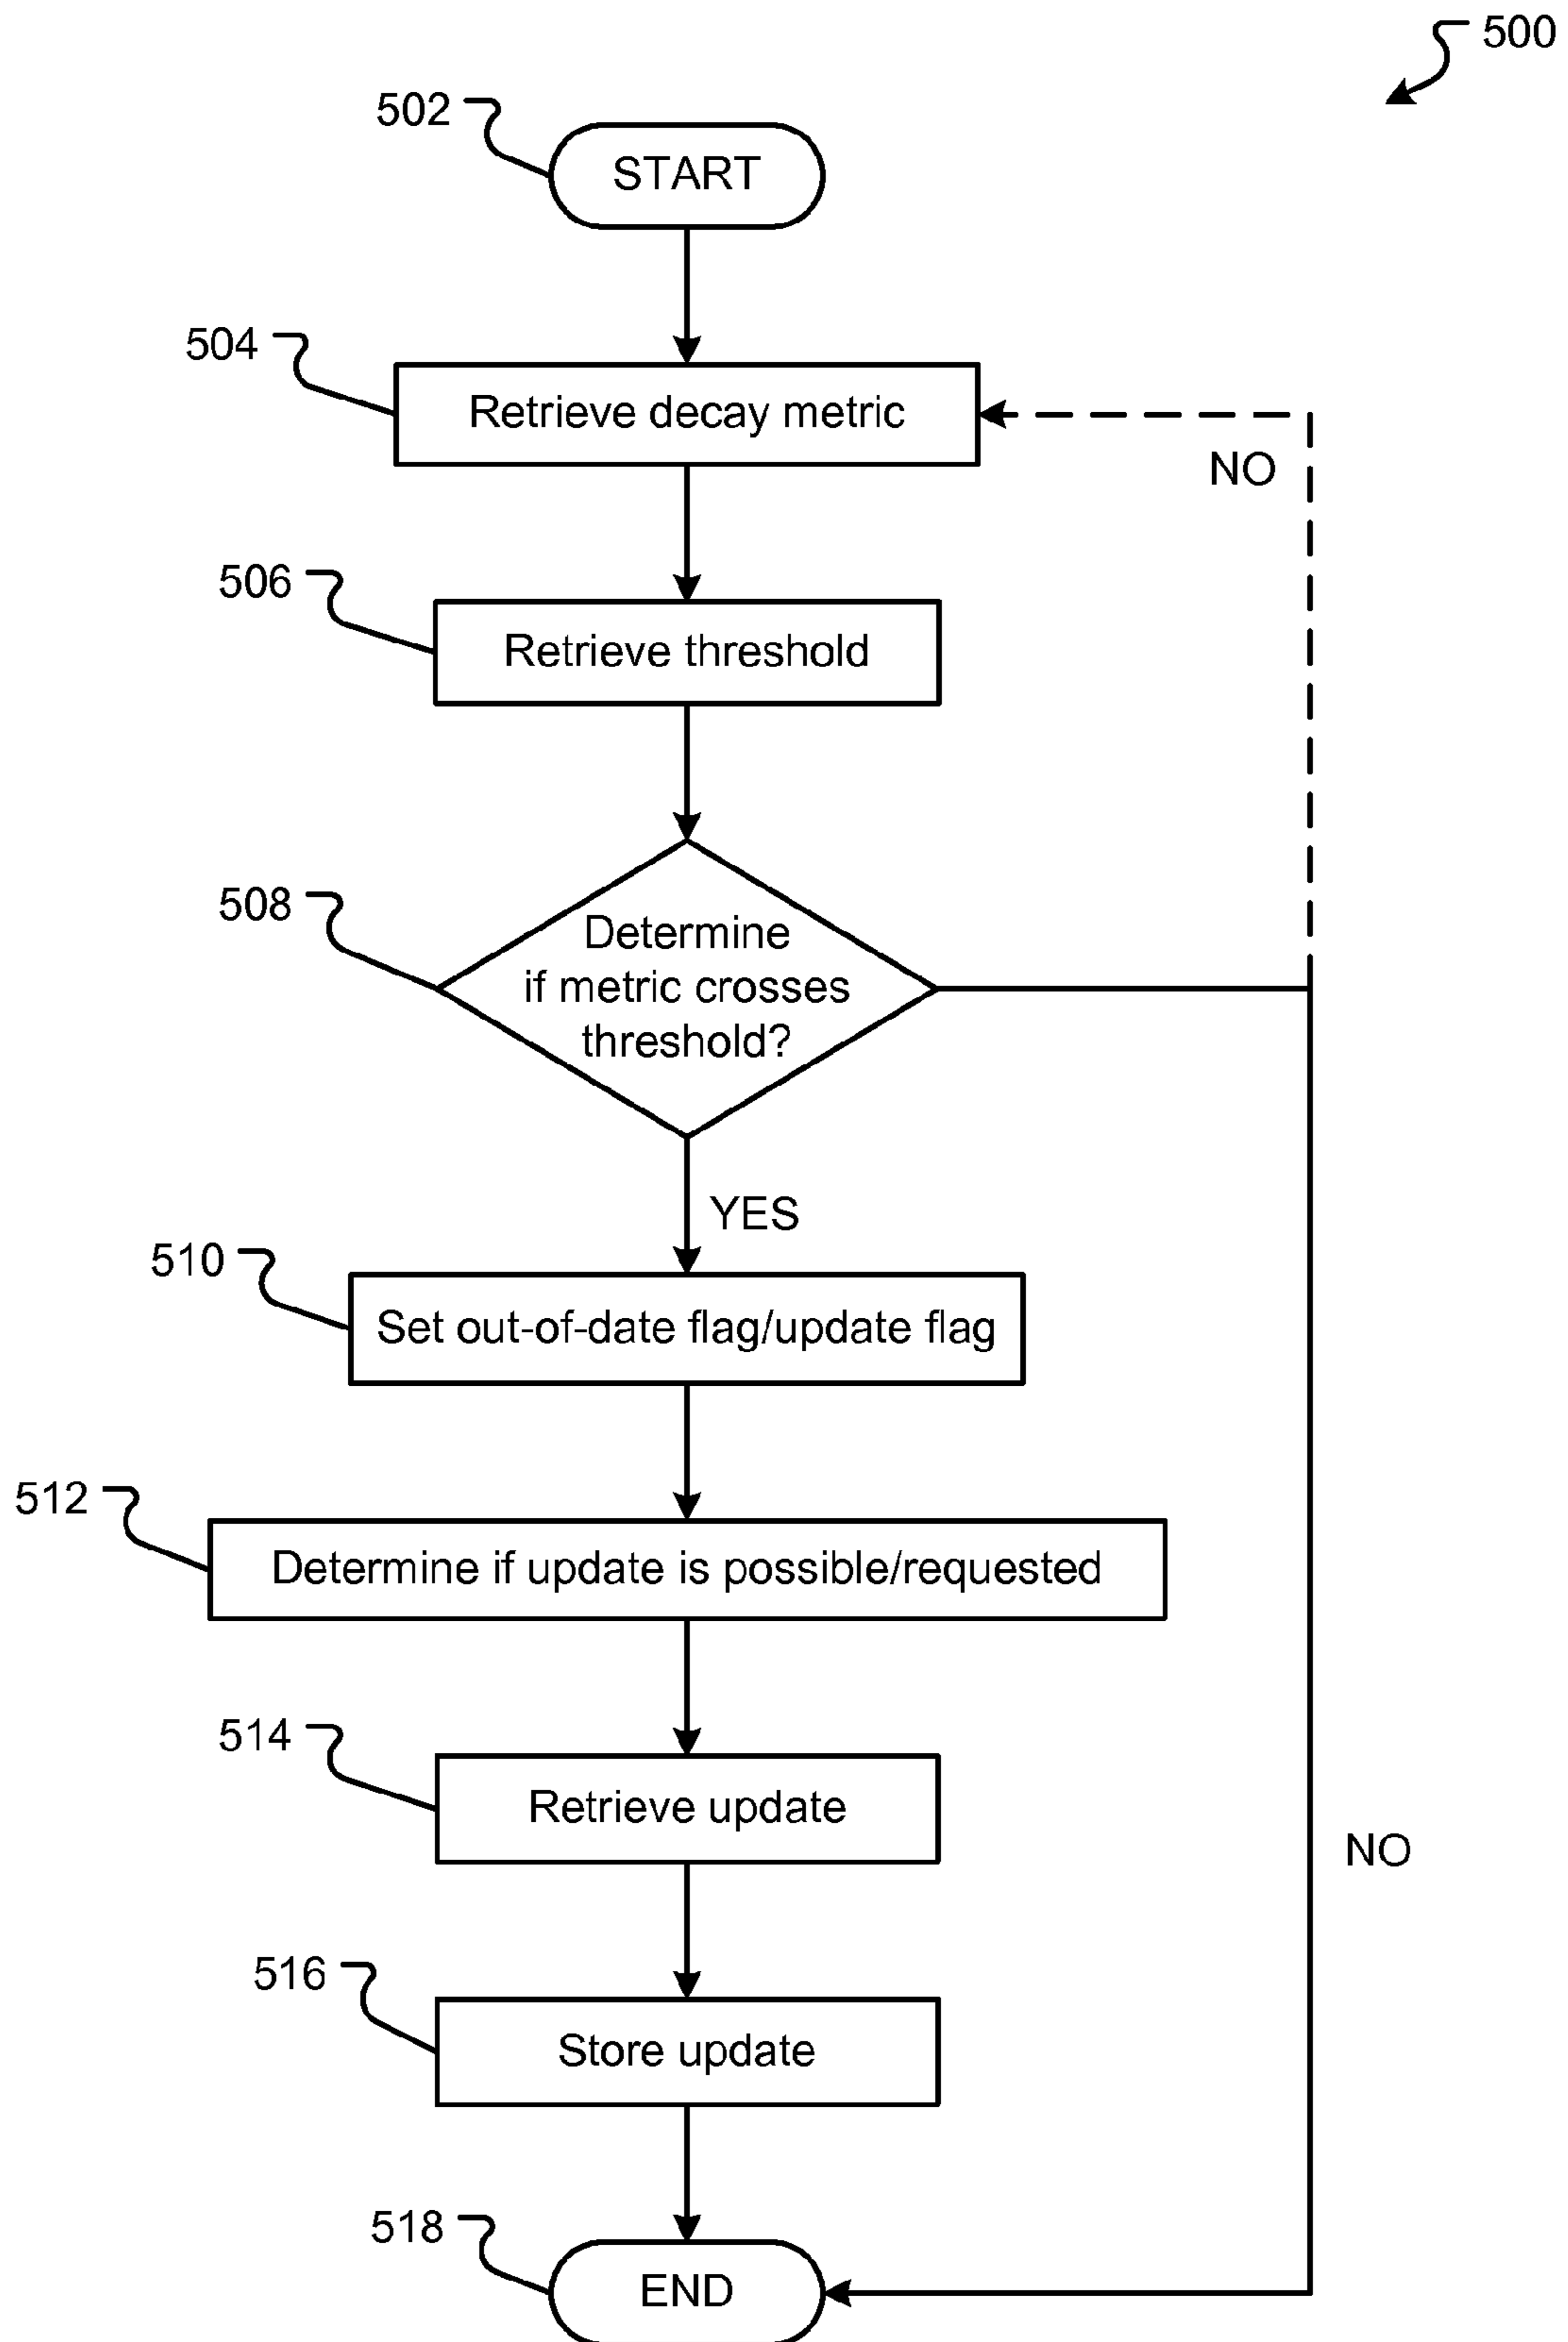 500
502
START
504
Retrieve decay metric
NO
506
Retrieve threshold
508
Determine
if metric crosses
threshold?
YES
510
Set out-of-date flag/update flag
512
Determine if update is possible/requested
514
Retrieve update
NO
516
Store update
518
END